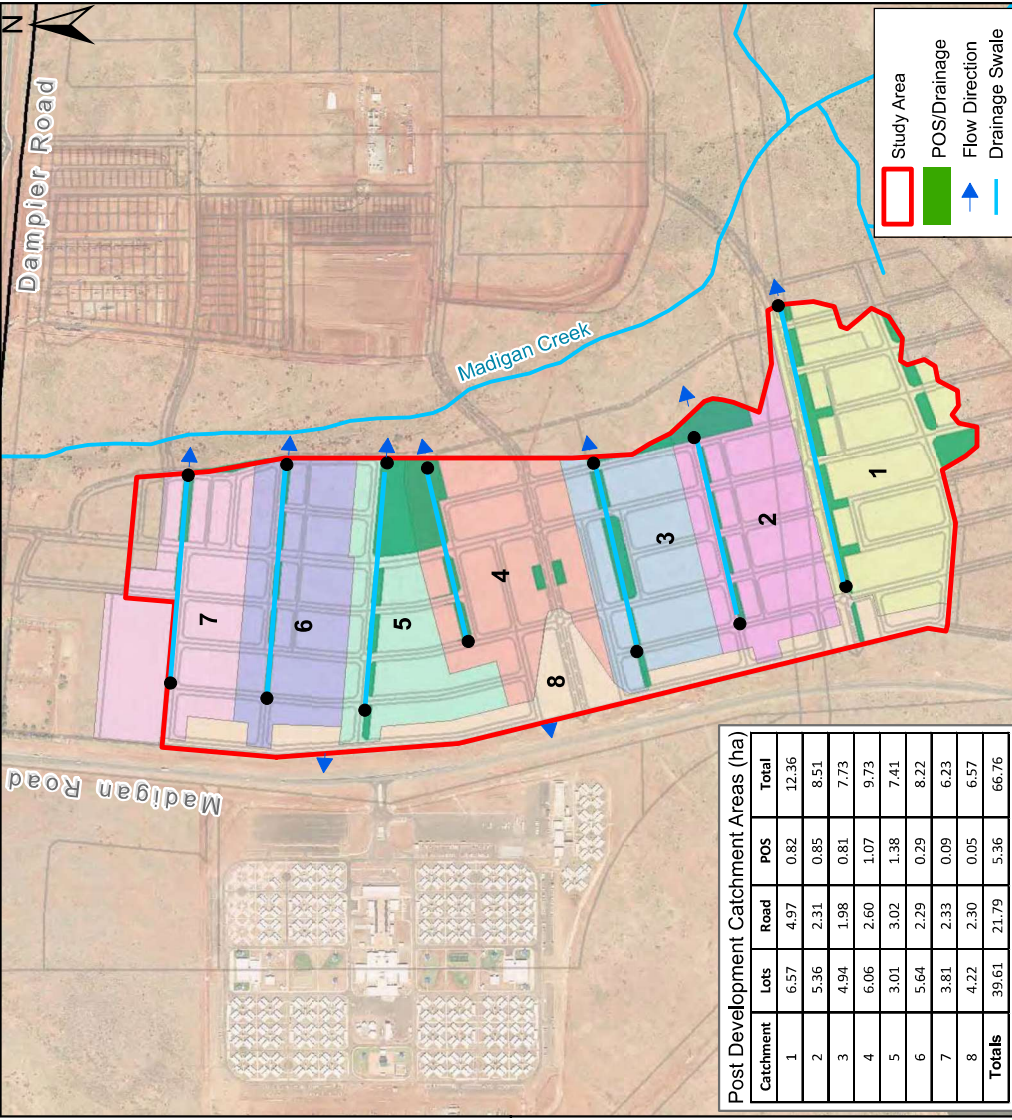 N
Dampier Road
Madigan Road
Madigan Creek
7
6
5
4
8
3
2
1
Study Area
POS/Drainage
Flow Direction
Drainage Swale
Post Development Catchment Areas (ha)
Catchment Lots Road POS Total
1 6.57 4.97 0.82 12.36
2 5.36 2.31 0.85 8.51
3 4.94 1.98 0.81 7.73
4 6.06 2.60 1.07 9.73
5 3.01 3.02 1.38 7.41
6 5.64 2.29 0.29 8.22
7 3.81 2.33 0.09 6.23
8 4.22 2.30 0.05 6.57
Totals 39.61 21.79 5.36 66.76